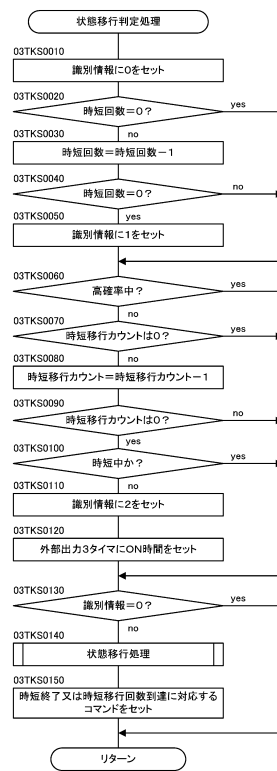 状態移行判定処理
03TKS0010
識別情報に0をセット
03TKS0020
時短回数=0?
yes
no
03TKS0030
時短回数=時短回数-1
03TKS0040
時短回数=0?
no
yes
03TKS0050
識別情報に1をセット
03TKS0060
高確率中?
yes
no
03TKS0070
時短移行カウントは0?
yes
no
03TKS0080
時短移行カウント=時短移行カウント-1
03TKS0090
時短移行カウントは0?
no
yes
03TKS0100
時短中か?
yes
no
03TKS0110
識別情報に2をセット
03TKS0120
外部出力3タイマにON時間をセット
03TKS0130
識別情報=0?
yes
no
03TKS0140
状態移行処理
03TKS0150
時短終了又は時短移行回数到達に対応する
コマンドをセット
リターン